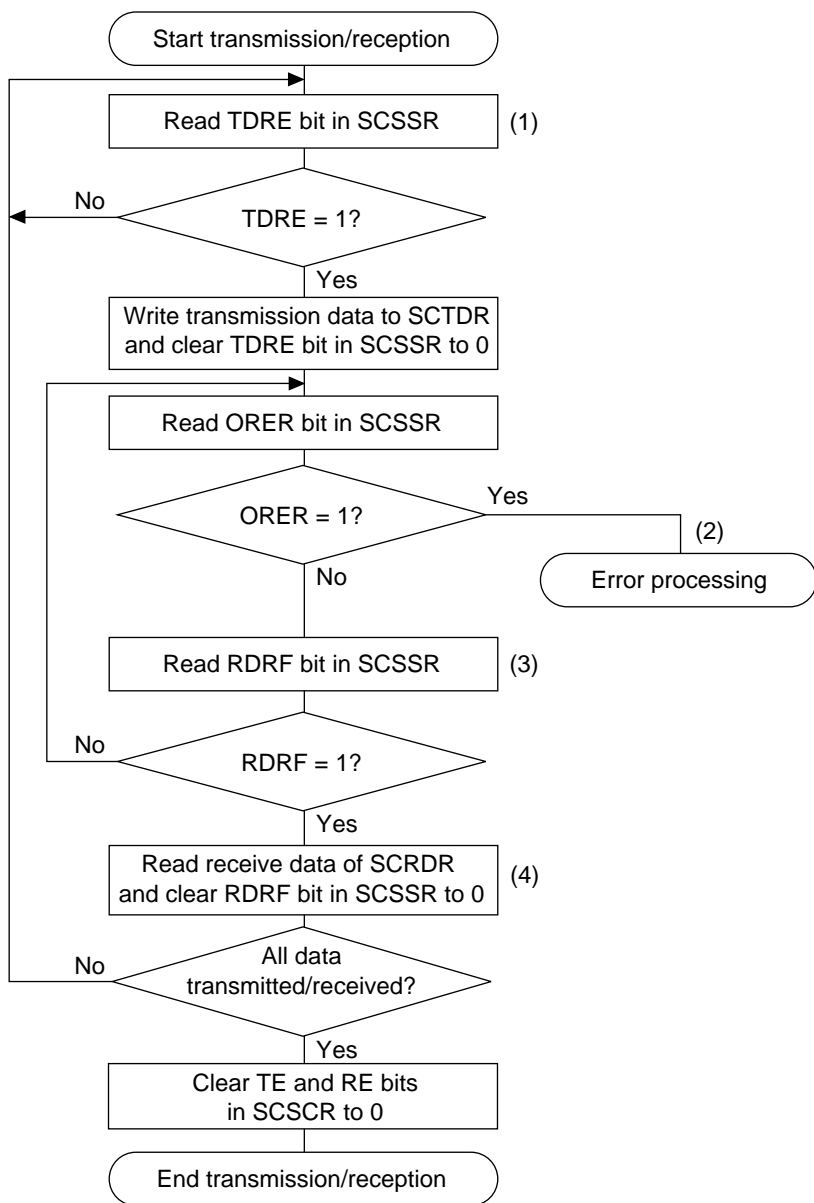 Start transmission/reception
Read TDRE bit in SCSSR
(1)
No
TDRE = 1?
Yes
Write transmission data to SCTDR
and clear TDRE bit in SCSSR to 0
Read ORER bit in SCSSR
Yes
ORER = 1?
(2)
No
Error processing
Read RDRF bit in SCSSR
(3)
No
RDRF = 1?
Yes
Read receive data of SCRDR
and clear RDRF bit in SCSSR to 0
(4)
All data
No
transmitted/received?
Yes
Clear TE and RE bits
in SCSCR to 0
End transmission/reception